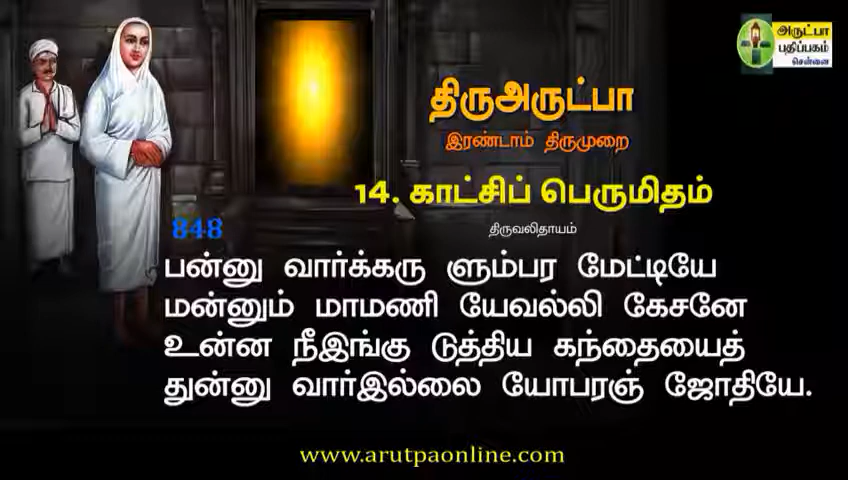 அருட்பா
பதிப்பகம்
சென்னை
திருஅருட்பா
இரண்டாம் திருமுறை
14. காட்சிப் பெருமிதம்
848
திருவலிதாயம்
பன்னு வார்க்கரு ளும்பர மேட்டியே
மன்னும் மாமணி யேவல்லி கேசனே
உன்ன நீஇங்கு டுத்திய கந்தையைத்
துன்னு வார்இல்லை யோபரஞ் ஜோதியே.
www.arutpaonline.com